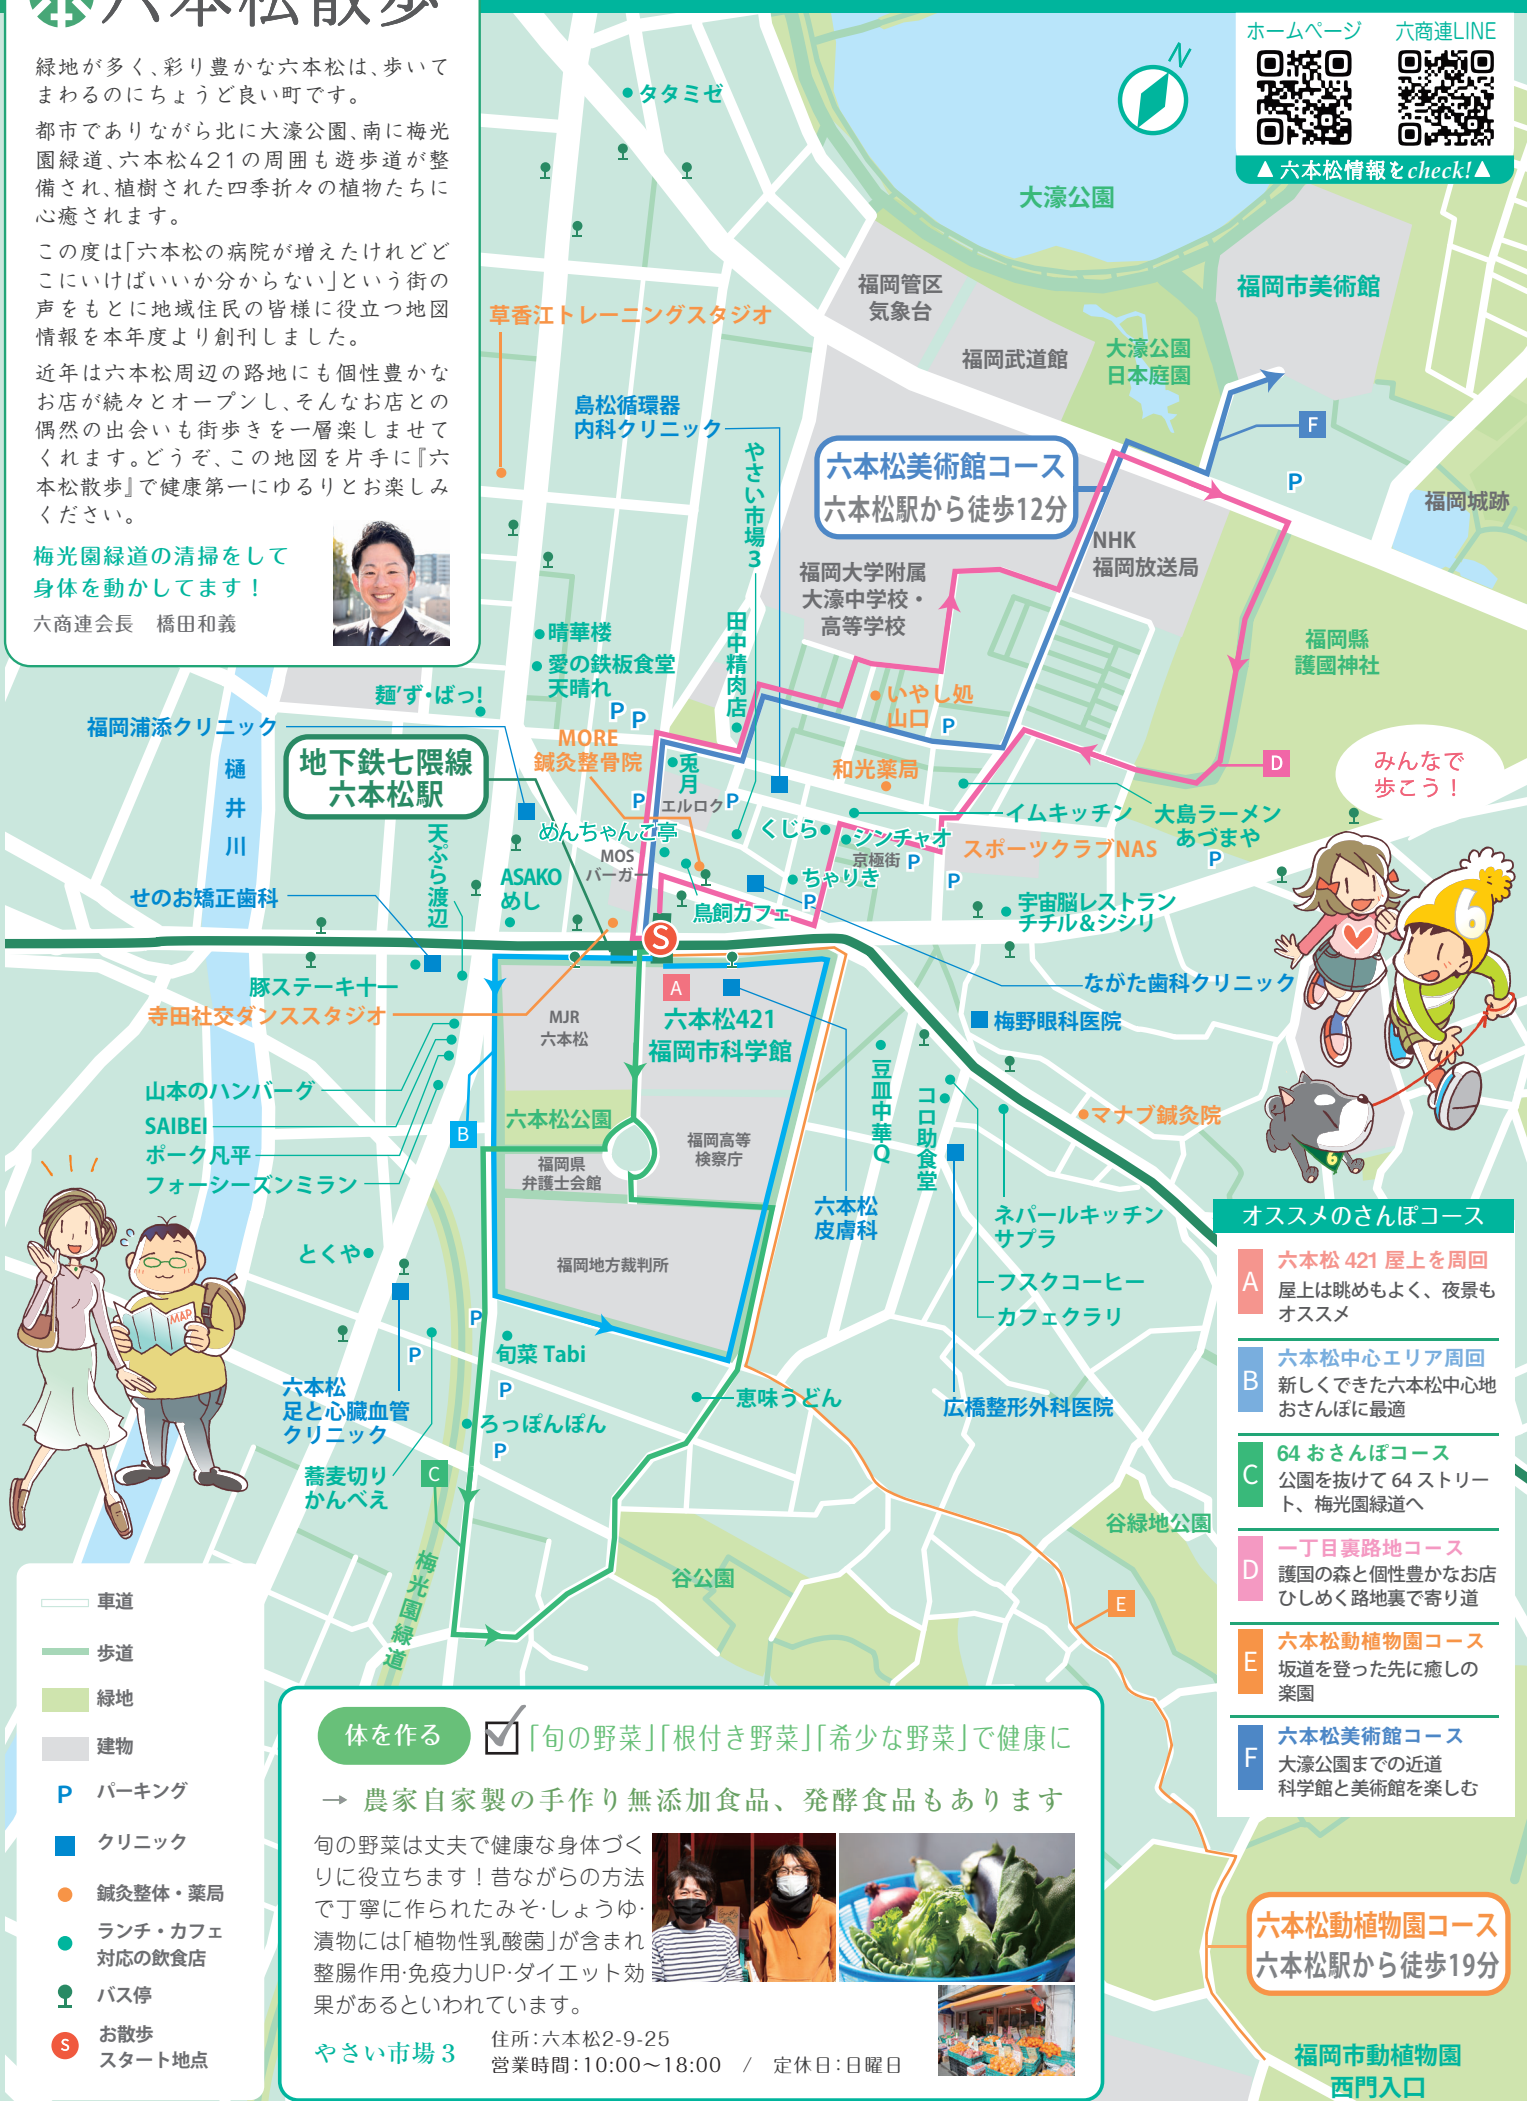 六本松散歩
緑地が多く、彩り豊かな六本松は、歩いて
まわるのにちょうど良い町です。
都市でありながら北に大濠公園、南に梅光
園緑道、六本松421の周囲も遊歩道が整
備され、植樹された四季折々の植物たちに
心癒されます。
この度は「六本松の病院が増えたけれどど
こにいけばいいか分からない」という街の
声をもとに地域住民の皆様に役立つ地図
情報を本年度より創刊しました。
近年は六本松周辺の路地にも個性豊かな
お店が続々とオープンし、そんなお店との
偶然の出会いも街歩きを一層楽しませて
くれます。どうぞ、この地図を片手に『六
本松散歩』で健康第一にゆるりとお楽しみ
ください。
梅光園緑道の清掃をして
身体を動かしてます！
六商連会長　橋田和義
ホームページ　六商連LINE
▲六本松情報をcheck!▲
N
タタミゼ
大濠公園
福岡管区
気象台
福岡市美術館
草香江トレーニングスタジオ
福岡武道館
大濠公園
日本庭園
島松循環器
内科クリニック
F
やさい市場3
六本松美術館コース
六本松駅から徒歩12分
P
福岡城跡
NHK
福岡放送局
福岡大学附属
大濠中学校・
高等学校
晴華楼
愛の鉄板食堂
天晴れ
田中精肉店
福岡縣
護國神社
麺'ず・ばっ!
P
P
いやし処
山口
P
福岡浦添クリニック
MORE
鍼灸整骨院
地下鉄七隈線
六本松駅
樋井川
兎月
和光薬局
D
みんなで
歩こう！
P
エルロク
P
イムキッチン
大島ラーメン
あづまや
P
天ぷら渡辺
めんちゃんこ亭
くじら
シンチャオ
京極街
P
スポーツクラブNAS
MOS
バーガー
ASAKO
めし
ちゃりき
P
P
せのお矯正歯科
鳥飼カフェ
宇宙脳レストラン
チチル＆シシリ
S
6
豚ステーキ十一
A
ながた歯科クリニック
寺田社交ダンススタジオ
MJR
六本松
六本松421
福岡市科学館
梅野眼科医院
豆皿中華Q
コロ助食堂
山本のハンバーグ
SAIBEI
ポーク凡平
フォーシーズンミラン
B
六本松公園
マナブ鍼灸院
福岡高等
検察庁
福岡県
弁護士会館
6
六本松
皮膚科
ネパールキッチン
サプラ
とくや
福岡地方裁判所
フスクコーヒー
カフェクラリ
MAP
P
P
旬菜 Tabi
P
六本松
足と心臓血管
クリニック
恵味うどん
広橋整形外科医院
ろっぽんぽん
P
C
蕎麦切り
かんべえ
谷緑地公園
梅光園緑道
谷公園
E
オススメのさんぽコース
A
六本松 421 屋上を周回
屋上は眺めもよく、夜景も
オススメ
B
六本松中心エリア周回
新しくできた六本松中心地
おさんぽに最適
C
64 おさんぽコース
公園を抜けて 64 ストリー
ト、梅光園緑道へ
D
一丁目裏路地コース
護国の森と個性豊かなお店
ひしめく路地裏で寄り道
E
六本松動植物園コース
坂道を登った先に癒しの
楽園
F
六本松美術館コース
大濠公園までの近道
科学館と美術館を楽しむ
車道
歩道
緑地
建物
P パーキング
クリニック
鍼灸整体・薬局
ランチ・カフェ
対応の飲食店
バス停
S
お散歩
スタート地点
体を作る
「旬の野菜」「根付き野菜」「希少な野菜」で健康に
→ 農家自家製の手作り無添加食品、発酵食品もあります
旬の野菜は丈夫で健康な身体づく
りに役立ちます！昔ながらの方法
で丁寧に作られたみそ・しょうゆ・
漬物には「植物性乳酸菌」が含まれ
整腸作用・免疫力UP・ダイエット効
果があるといわれています。
やさい市場３
住所：六本松2-9-25
営業時間：10:00〜18:00　/　定休日：日曜日
六本松動植物園コース
六本松駅から徒歩19分
福岡市動植物園
西門入口